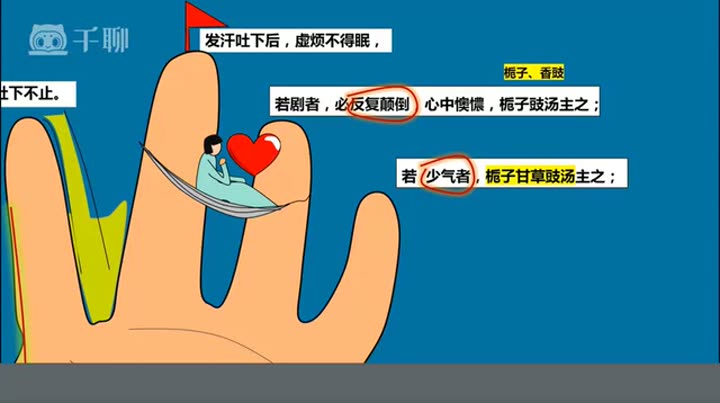 千聊
发汗吐下后，虚烦不得眠，
栀子、香豉
吐下不止。
若剧者，必反复颠倒 心中懊憹，栀子豉汤主之；
若 少气者，栀子甘草豉汤主之；